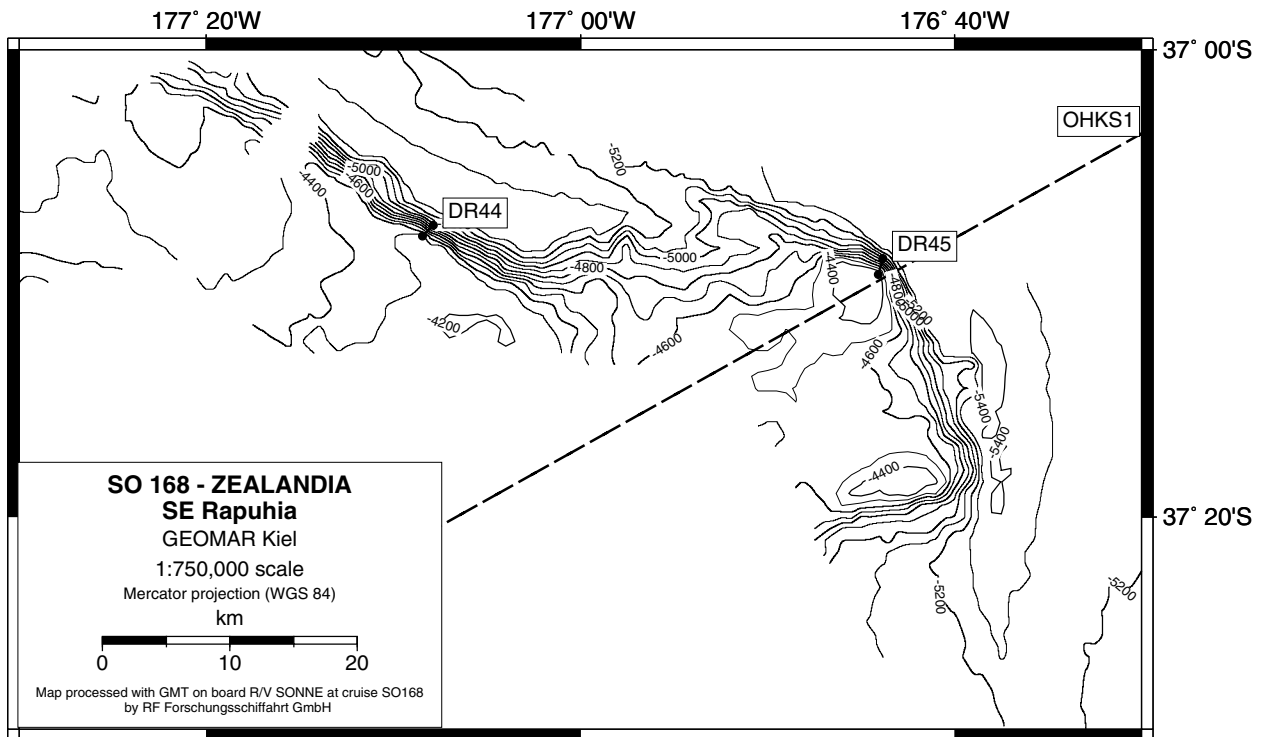 177° 20'W
177° 00'W
176° 40'W
37° 00'S
OHKS1
-5200
-5000
-4600
-4400
DR44
DR45
-5000
-4800
-4400
-4800
-5000
-5200
-4200
-4600
-4600
-5400
-5400
-4400
37° 20'S
-5200
-5200
SO 168 - ZEALANDIA
SE Rapuhia
GEOMAR Kiel
1:750,000 scale
Mercator projection (WGS 84)
km
0 10 20
Map processed with GMT on board R/V SONNE at cruise SO168
by RF Forschungsschiffahrt GmbH